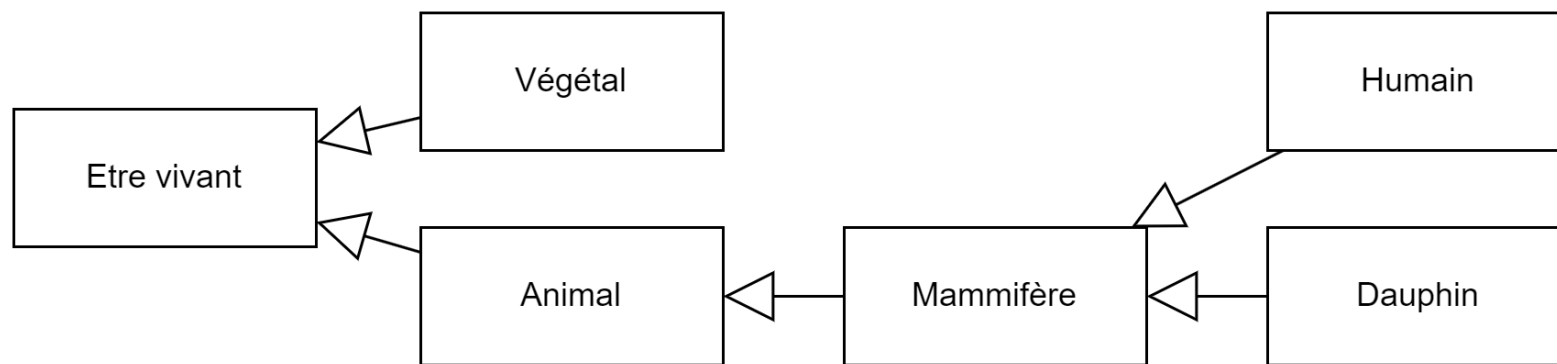 Végétal
Humain
Etre vivant
Animal
Mammifère
Dauphin